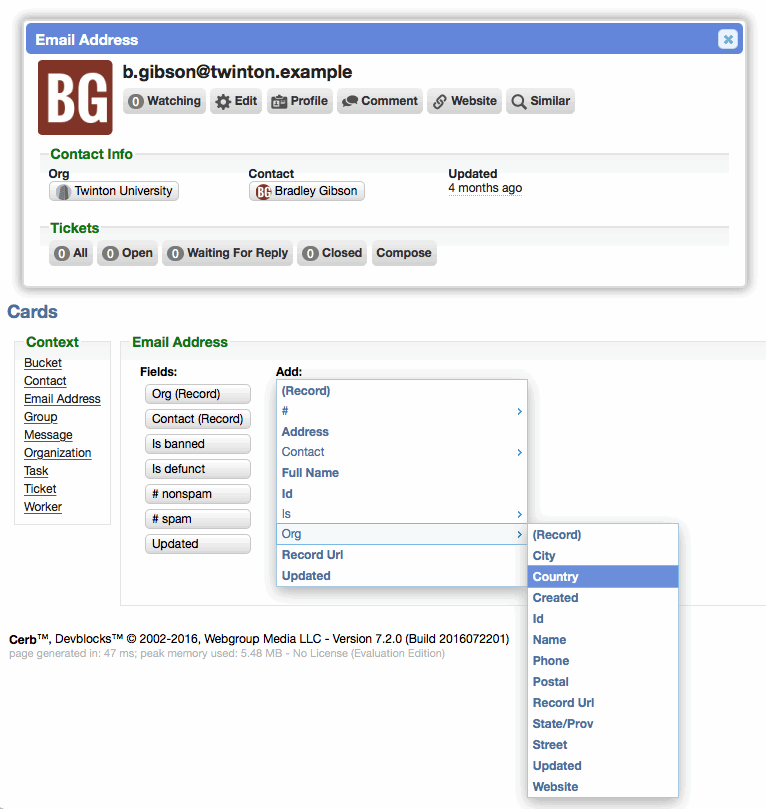 Email Address
BG
b.gibson@twinton.example
0 Watching Edit Profile Comment Website Similar
Contact Info
Org Contact Updated
Twinton University BG Bradley Gibson 4 months ago
Tickets
0 All 0 Open 0 Waiting For Reply 0 Closed Compose
Cards
Context
Bucket
Contact
Email Address
Group
Message
Organization
Task
Ticket
Worker
Email Address
Fields:
Org (Record)
Contact (Record)
Is banned
Is defunct
# nonspam
# spam
Updated
Add:
(Record)
#
Address
Contact
Full Name
Id
Is
Org
Record Url
Updated
(Record)
City
Country
Created
Id
Name
Phone
Postal
Record Url
State/Prov
Street
Updated
Website
Cerb™, Devblocks™ © 2002-2016, Webgroup Media LLC - Version 7.2.0 (Build 2016072201)
page generated in: 47 ms; peak memory used: 5.48 MB - No License (Evaluation Edition)